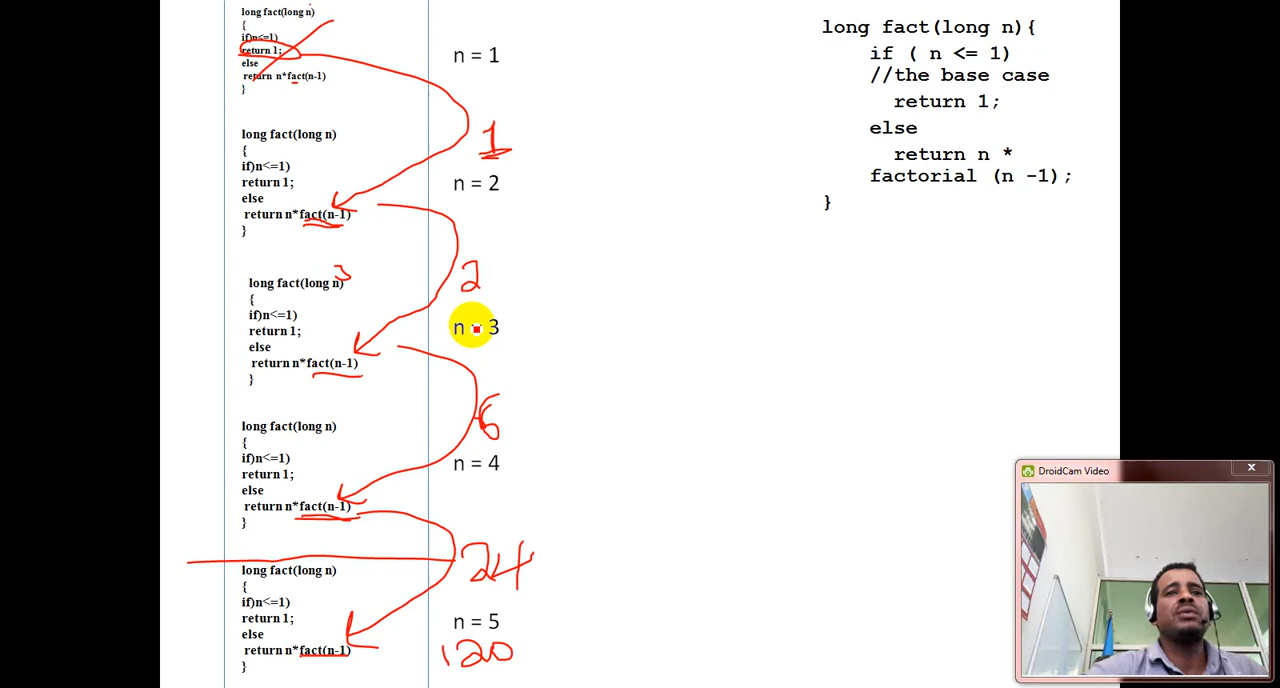 long fact(long n)
{
if)n<=1)
return 1;
else
return n*fact(n-1)
}
n = 1
1
long fact(long n)
{
if)n<=1)
return 1;
else
return n*fact(n-1)
}
n = 2
2
3
long fact(long n)
{
if)n<=1)
return 1;
else
return n*fact(n-1)
}
n = 3
6
long fact(long n)
{
if)n<=1)
return 1;
else
return n*fact(n-1)
}
n = 4
24
long fact(long n)
{
if)n<=1)
return 1;
else
return n*fact(n-1)
}
n = 5
120
long fact(long n){
if ( n <= 1)
//the base case
return 1;
else
return n *
factorial (n -1);
}
DroidCam Video